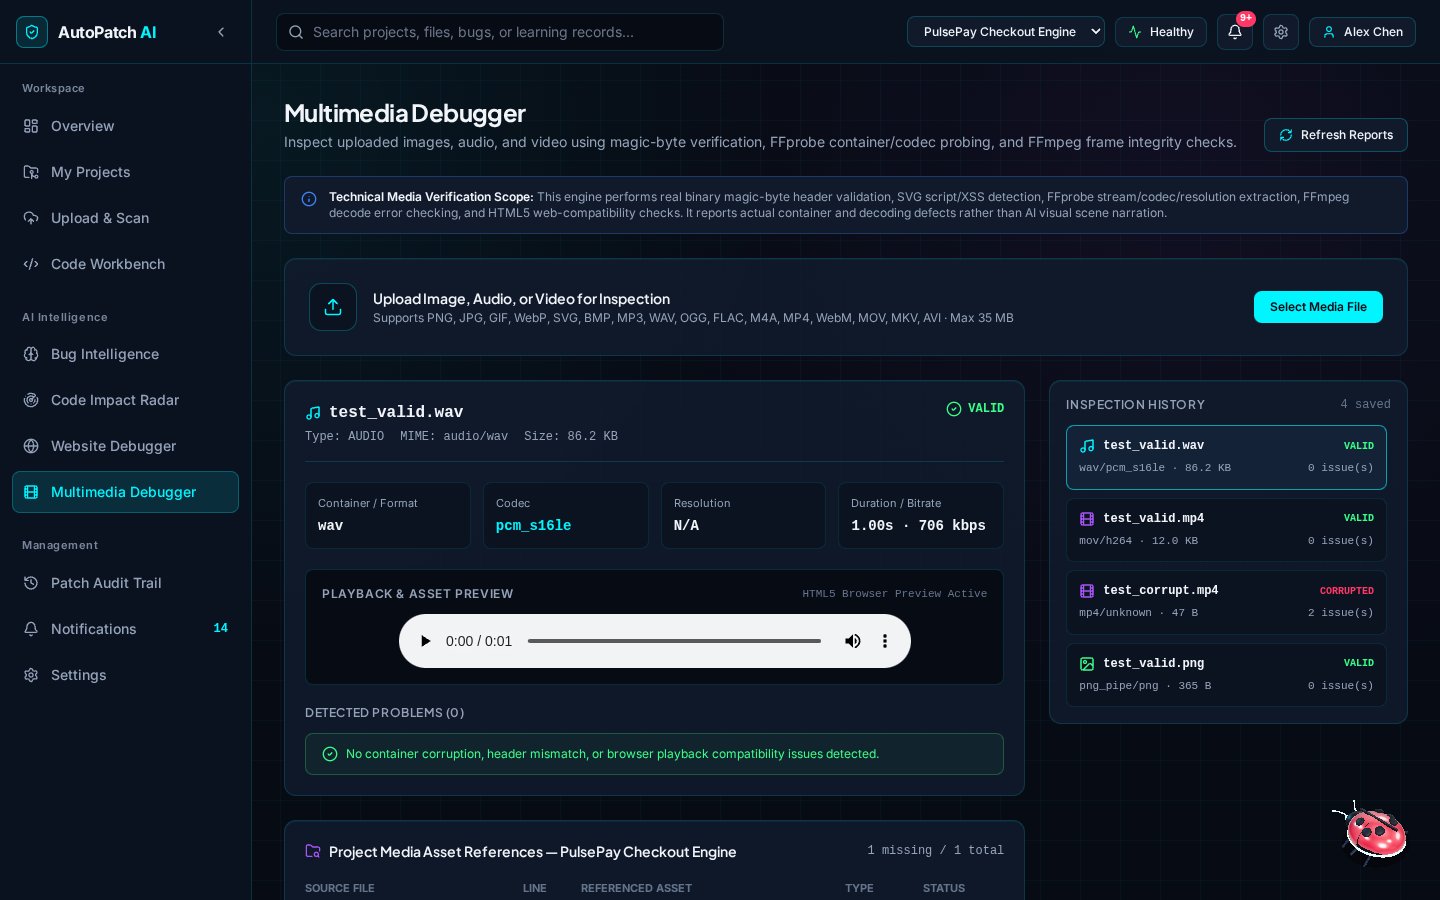 AutoPatch AI
Search projects, files, bugs, or learning records...
PulsePay Checkout Engine
Healthy
9+
Alex Chen
Workspace
Overview
My Projects
Upload & Scan
Code Workbench
AI Intelligence
Bug Intelligence
Code Impact Radar
Website Debugger
Multimedia Debugger
Management
Patch Audit Trail
Notifications 14
Settings
Multimedia Debugger
Inspect uploaded images, audio, and video using magic-byte verification, FFprobe container/codec probing, and FFmpeg frame integrity checks.
Refresh Reports
Technical Media Verification Scope: This engine performs real binary magic-byte header validation, SVG script/XSS detection, FFprobe stream/codec/resolution extraction, FFmpeg
decode error checking, and HTML5 web-compatibility checks. It reports actual container and decoding defects rather than AI visual scene narration.
Upload Image, Audio, or Video for Inspection
Supports PNG, JPG, GIF, WebP, SVG, BMP, MP3, WAV, OGG, FLAC, M4A, MP4, WebM, MOV, MKV, AVI · Max 35 MB
Select Media File
test_valid.wav
VALID
Type: AUDIO MIME: audio/wav Size: 86.2 KB
Container / Format
wav
Codec
pcm_s16le
Resolution
N/A
Duration / Bitrate
1.00s · 706 kbps
PLAYBACK & ASSET PREVIEW
HTML5 Browser Preview Active
0:00 / 0:01
DETECTED PROBLEMS (0)
No container corruption, header mismatch, or browser playback compatibility issues detected.
Project Media Asset References — PulsePay Checkout Engine
1 missing / 1 total
SOURCE FILE LINE REFERENCED ASSET TYPE STATUS
INSPECTION HISTORY
4 saved
test_valid.wav VALID
wav/pcm_s16le · 86.2 KB 0 issue(s)
test_valid.mp4 VALID
mov/h264 · 12.0 KB 0 issue(s)
test_corrupt.mp4 CORRUPTED
mp4/unknown · 47 B 2 issue(s)
test_valid.png VALID
png_pipe/png · 365 B 0 issue(s)